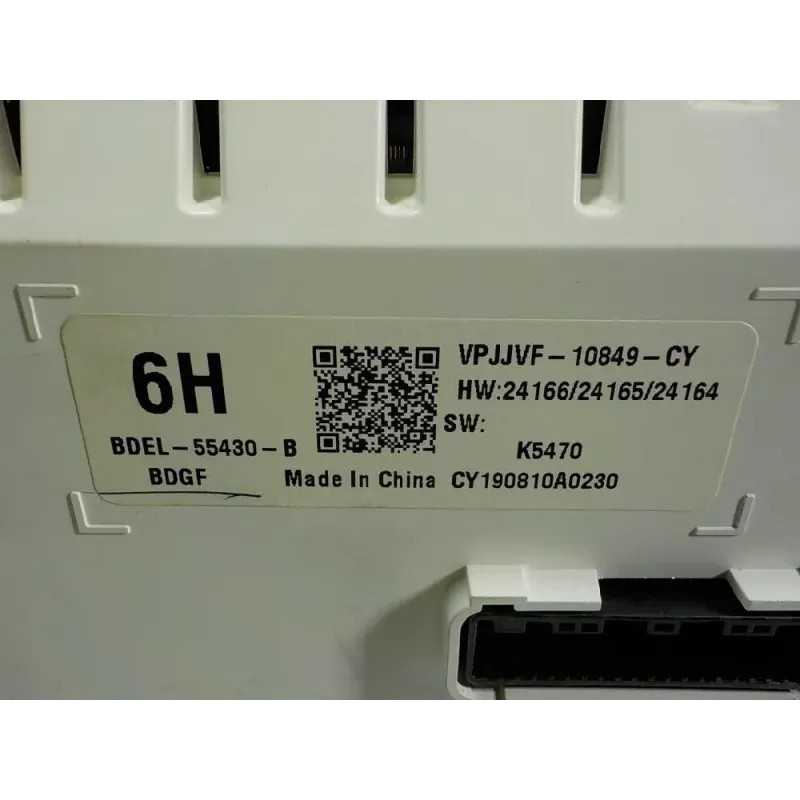 6H
BDEL-55430-B
BDGF
VPJJVF-10849-CY
HW:24166/24165/24164
SW:
K5470
Made In China CY190810A0230